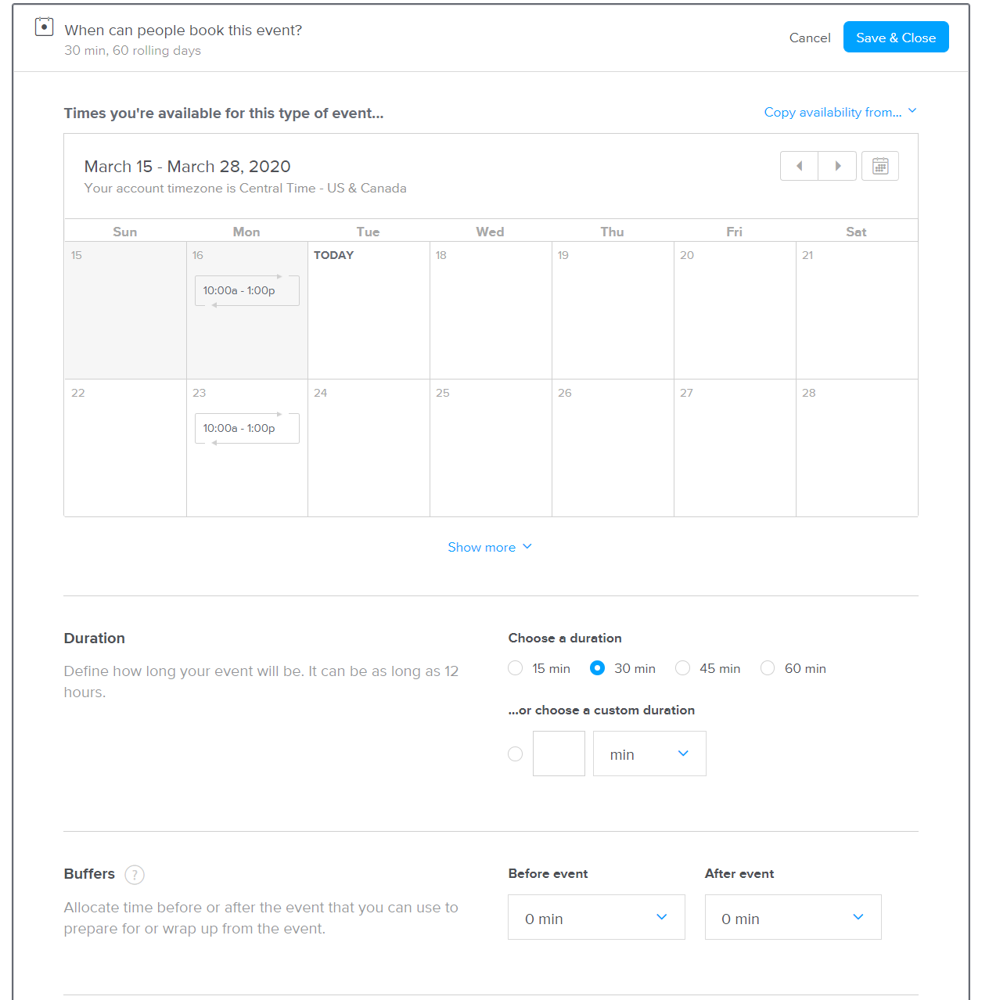 When can people book this event?
30 min, 60 rolling days
Cancel
Save & Close
Times you're available for this type of event...
Copy availability from...
March 15 - March 28, 2020
Your account timezone is Central Time - US & Canada
Sun Mon Tue Wed Thu Fri Sat
15 16 TODAY 18 19 20 21
10:00a - 1:00p
22 23 24 25 26 27 28
10:00a - 1:00p
Show more
Duration
Define how long your event will be. It can be as long as 12
hours.
Choose a duration
15 min 30 min 45 min 60 min
...or choose a custom duration
min
Buffers ?
Allocate time before or after the event that you can use to
prepare for or wrap up from the event.
Before event After event
0 min 0 min